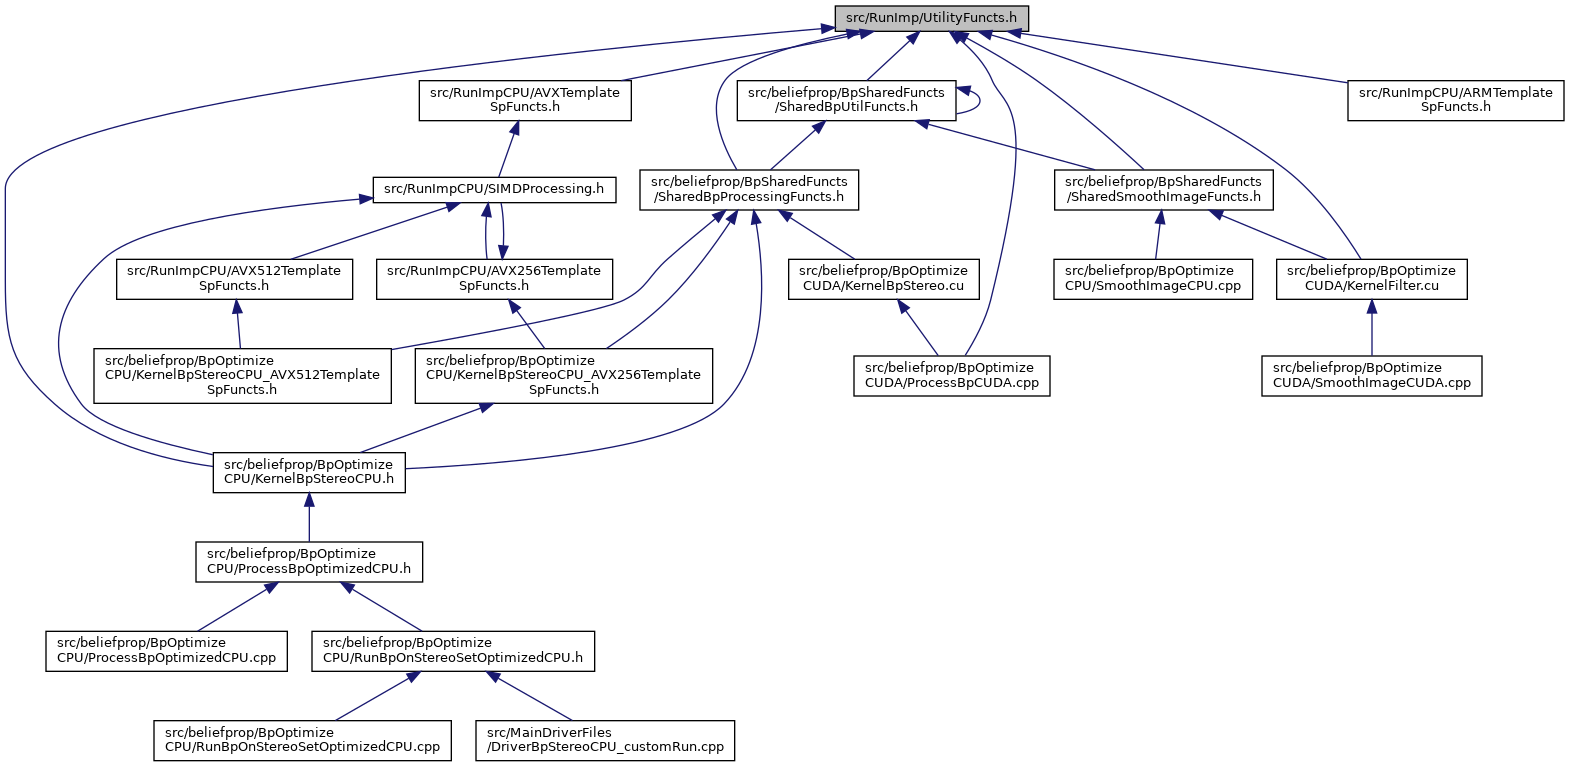 src/RunImp/UtilityFuncts.h
src/RunImpCPU/AVXTemplate
SpFuncts.h
src/beliefprop/BpSharedFuncts
/SharedBpUtilFuncts.h
src/RunImpCPU/ARMTemplate
SpFuncts.h
src/RunImpCPU/SIMDProcessing.h
src/beliefprop/BpSharedFuncts
/SharedBpProcessingFuncts.h
src/beliefprop/BpSharedFuncts
/SharedSmoothImageFuncts.h
src/RunImpCPU/AVX512Template
SpFuncts.h
src/RunImpCPU/AVX256Template
SpFuncts.h
src/beliefprop/BpOptimize
CUDA/KernelBpStereo.cu
src/beliefprop/BpOptimize
CPU/SmoothImageCPU.cpp
src/beliefprop/BpOptimize
CUDA/KernelFilter.cu
src/beliefprop/BpOptimize
CPU/KernelBpStereoCPU_AVX512Template
SpFuncts.h
src/beliefprop/BpOptimize
CPU/KernelBpStereoCPU_AVX256Template
SpFuncts.h
src/beliefprop/BpOptimize
CUDA/ProcessBpCUDA.cpp
src/beliefprop/BpOptimize
CUDA/SmoothImageCUDA.cpp
src/beliefprop/BpOptimize
CPU/KernelBpStereoCPU.h
src/beliefprop/BpOptimize
CPU/ProcessBpOptimizedCPU.h
src/beliefprop/BpOptimize
CPU/ProcessBpOptimizedCPU.cpp
src/beliefprop/BpOptimize
CPU/RunBpOnStereoSetOptimizedCPU.h
src/beliefprop/BpOptimize
CPU/RunBpOnStereoSetOptimizedCPU.cpp
src/MainDriverFiles
/DriverBpStereoCPU_customRun.cpp